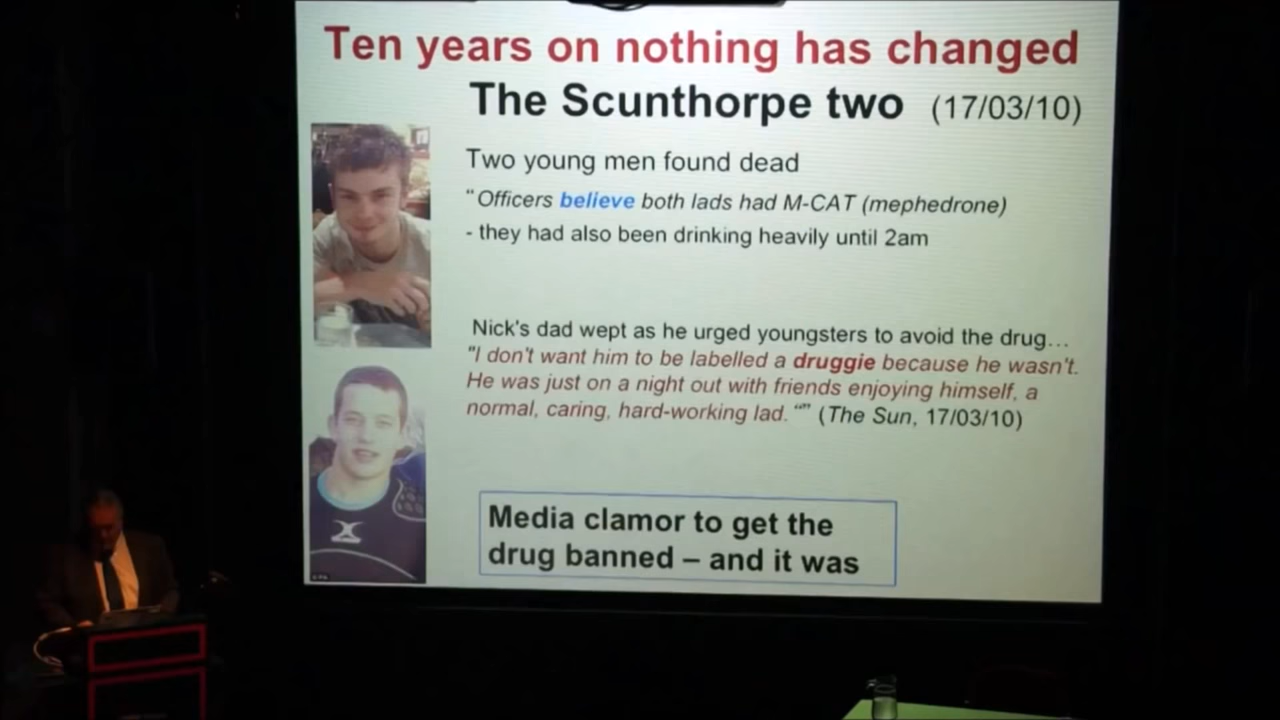 Ten years on nothing has changed
The Scunthorpe two (17/03/10)
Two young men found dead
"Officers believe both lads had M-CAT (mephedrone)
- they had also been drinking heavily until 2am
Nick's dad wept as he urged youngsters to avoid the drug...
"I don't want him to be labelled a druggie because he wasn't.
He was just on a night out with friends enjoying himself, a
normal, caring, hard-working lad. “” (The Sun, 17/03/10)
Media clamor to get the
drug banned – and it was